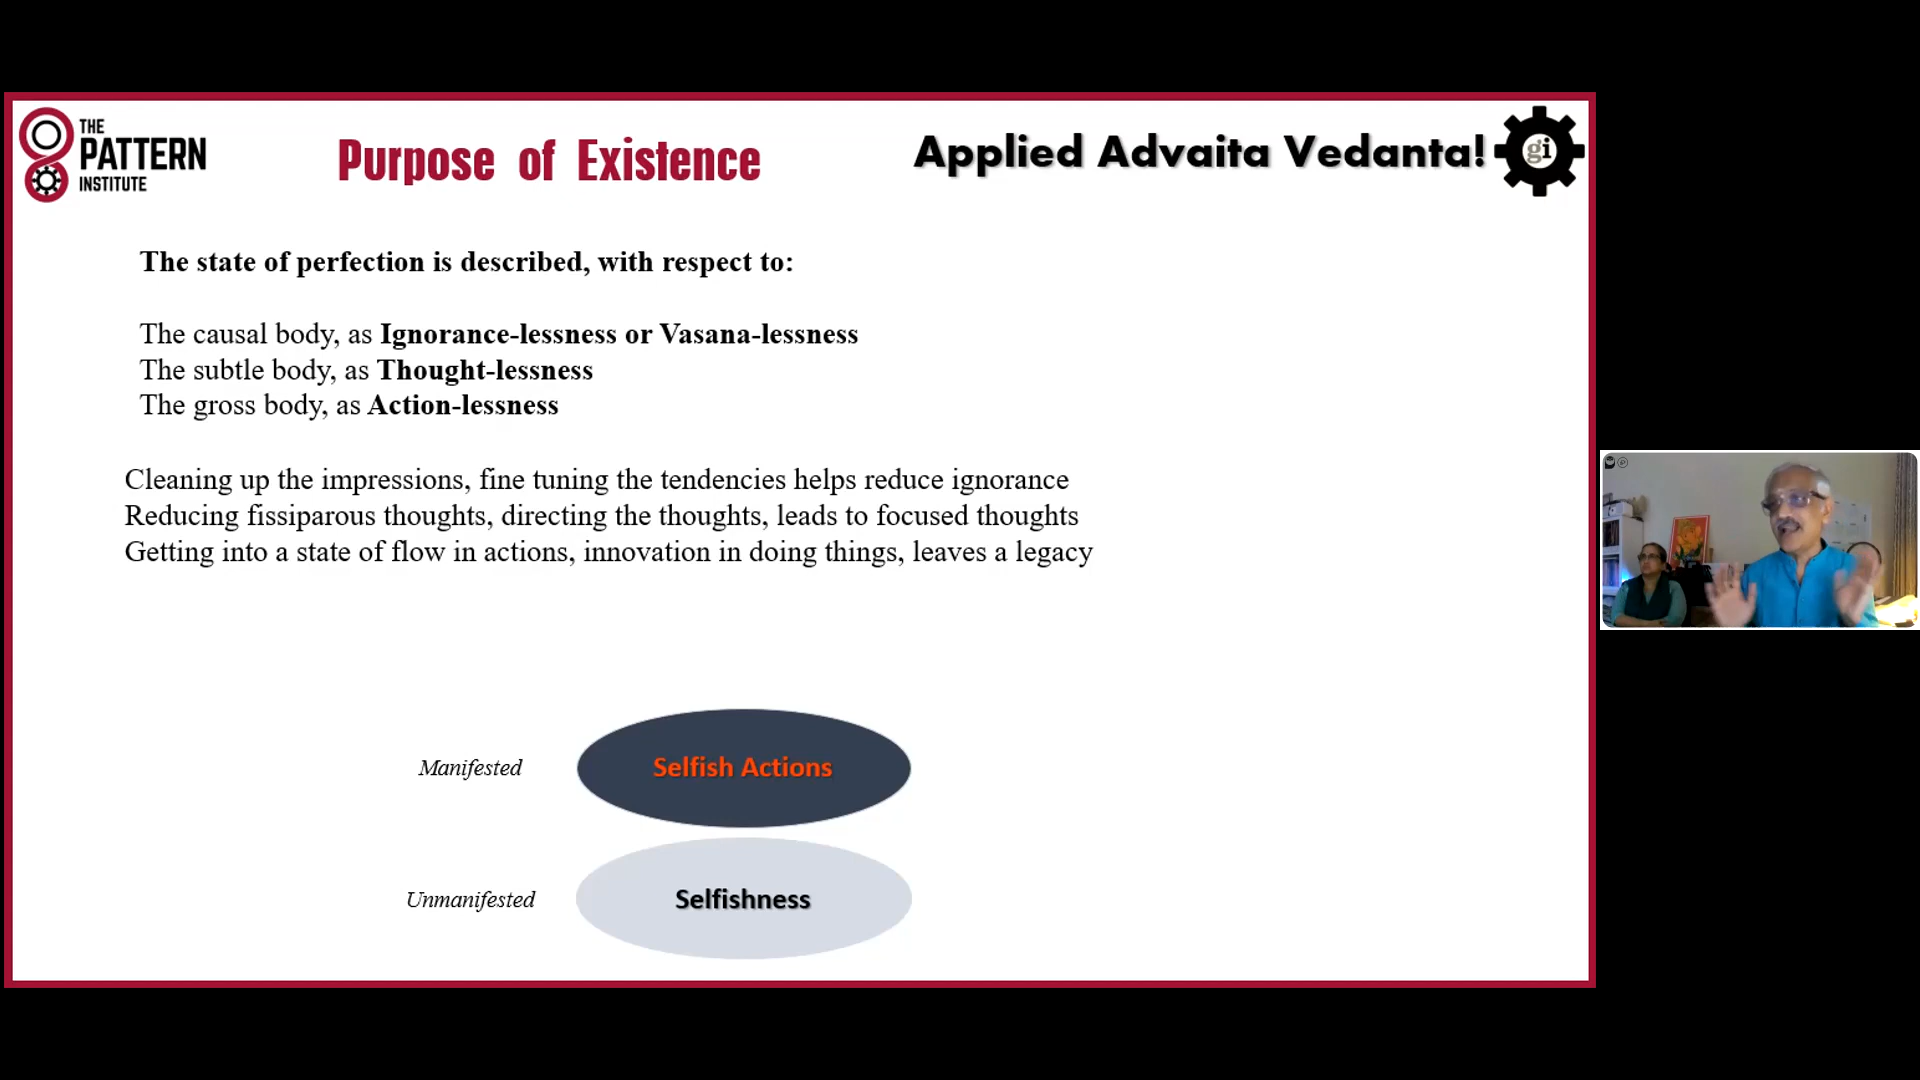 THE
PATTERN
INSTITUTE
Purpose of Existence
Applied Advaita Vedanta!
gi
The state of perfection is described, with respect to:
The causal body, as Ignorance-lessness or Vasana-lessness
The subtle body, as Thought-lessness
The gross body, as Action-lessness
Cleaning up the impressions, fine tuning the tendencies helps reduce ignorance
Reducing fissiparous thoughts, directing the thoughts, leads to focused thoughts
Getting into a state of flow in actions, innovation in doing things, leaves a legacy
Manifested
Selfish Actions
Unmanifested
Selfishness